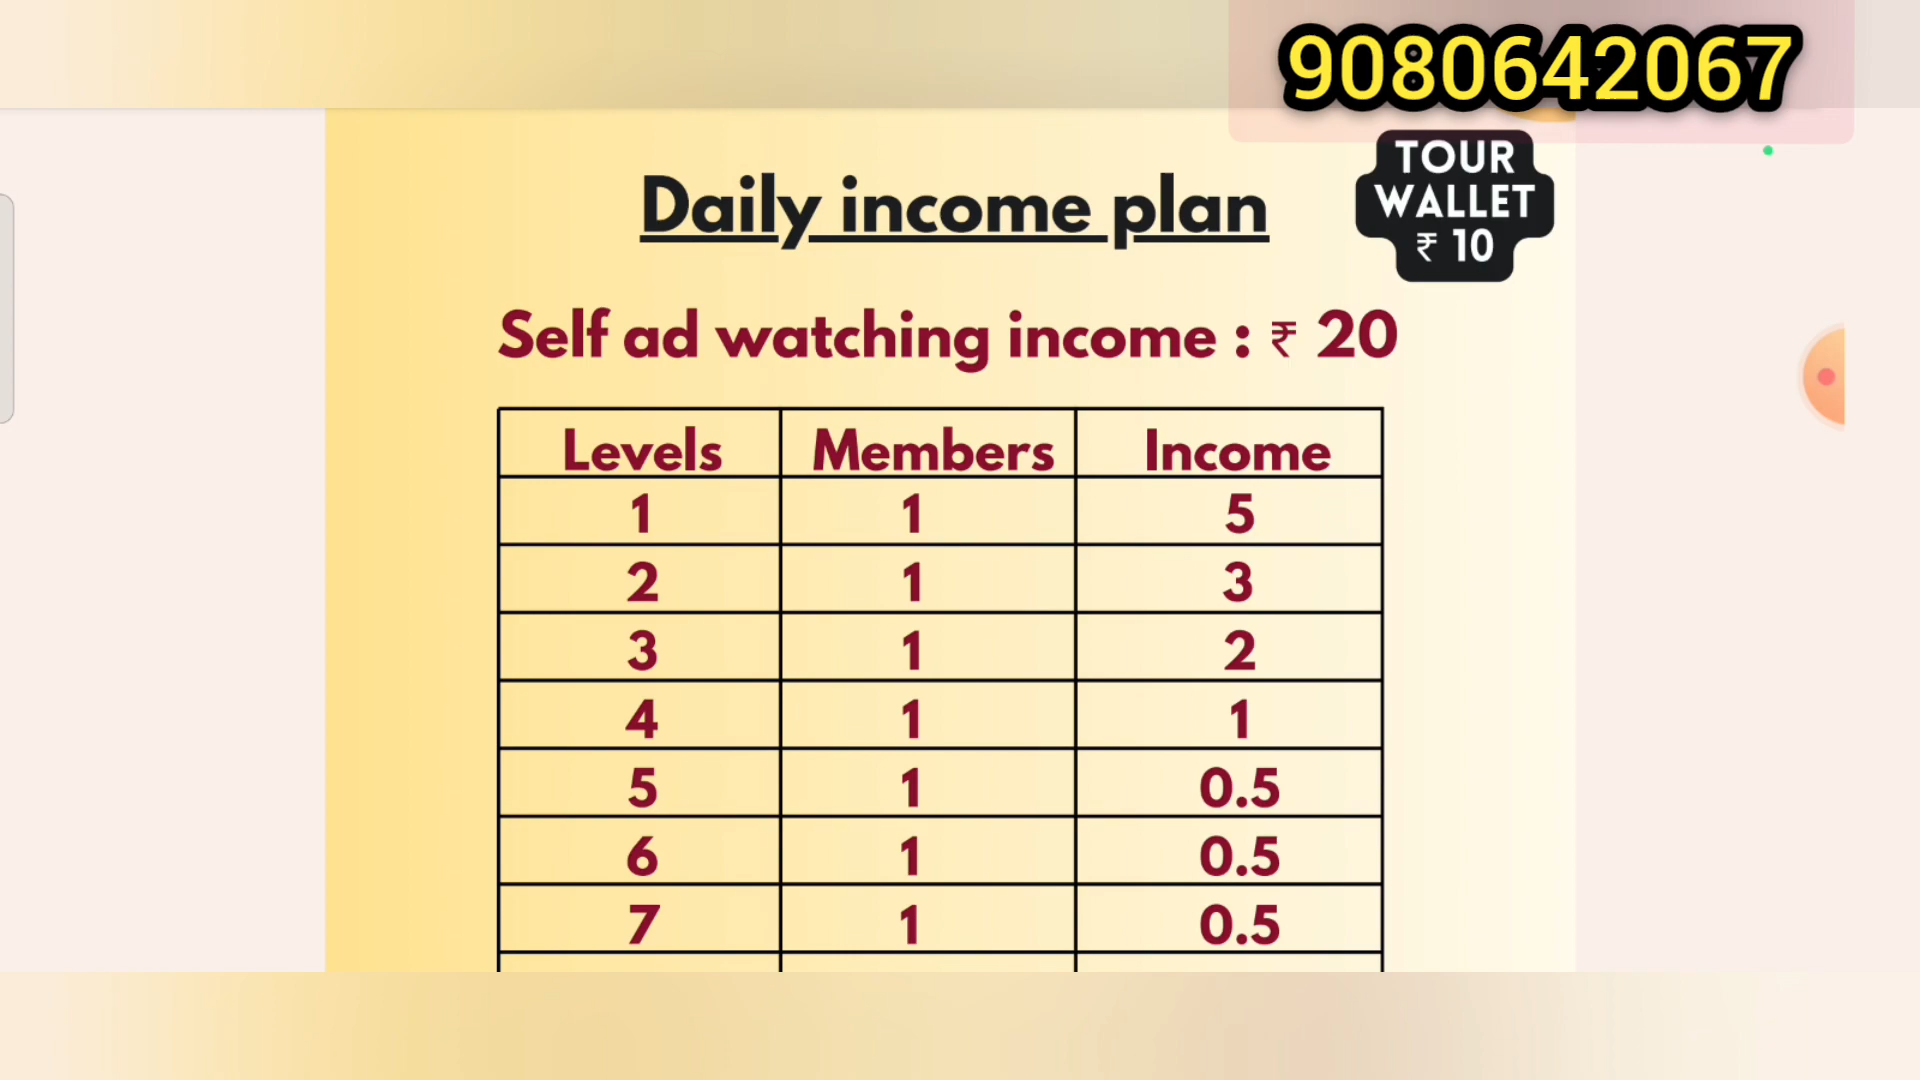 9080642067
TOUR
WALLET
₹ 10
Daily income plan
Self ad watching income : ₹ 20
Levels Members Income
1 1 5
2 1 3
3 1 2
4 1 1
5 1 0.5
6 1 0.5
7 1 0.5